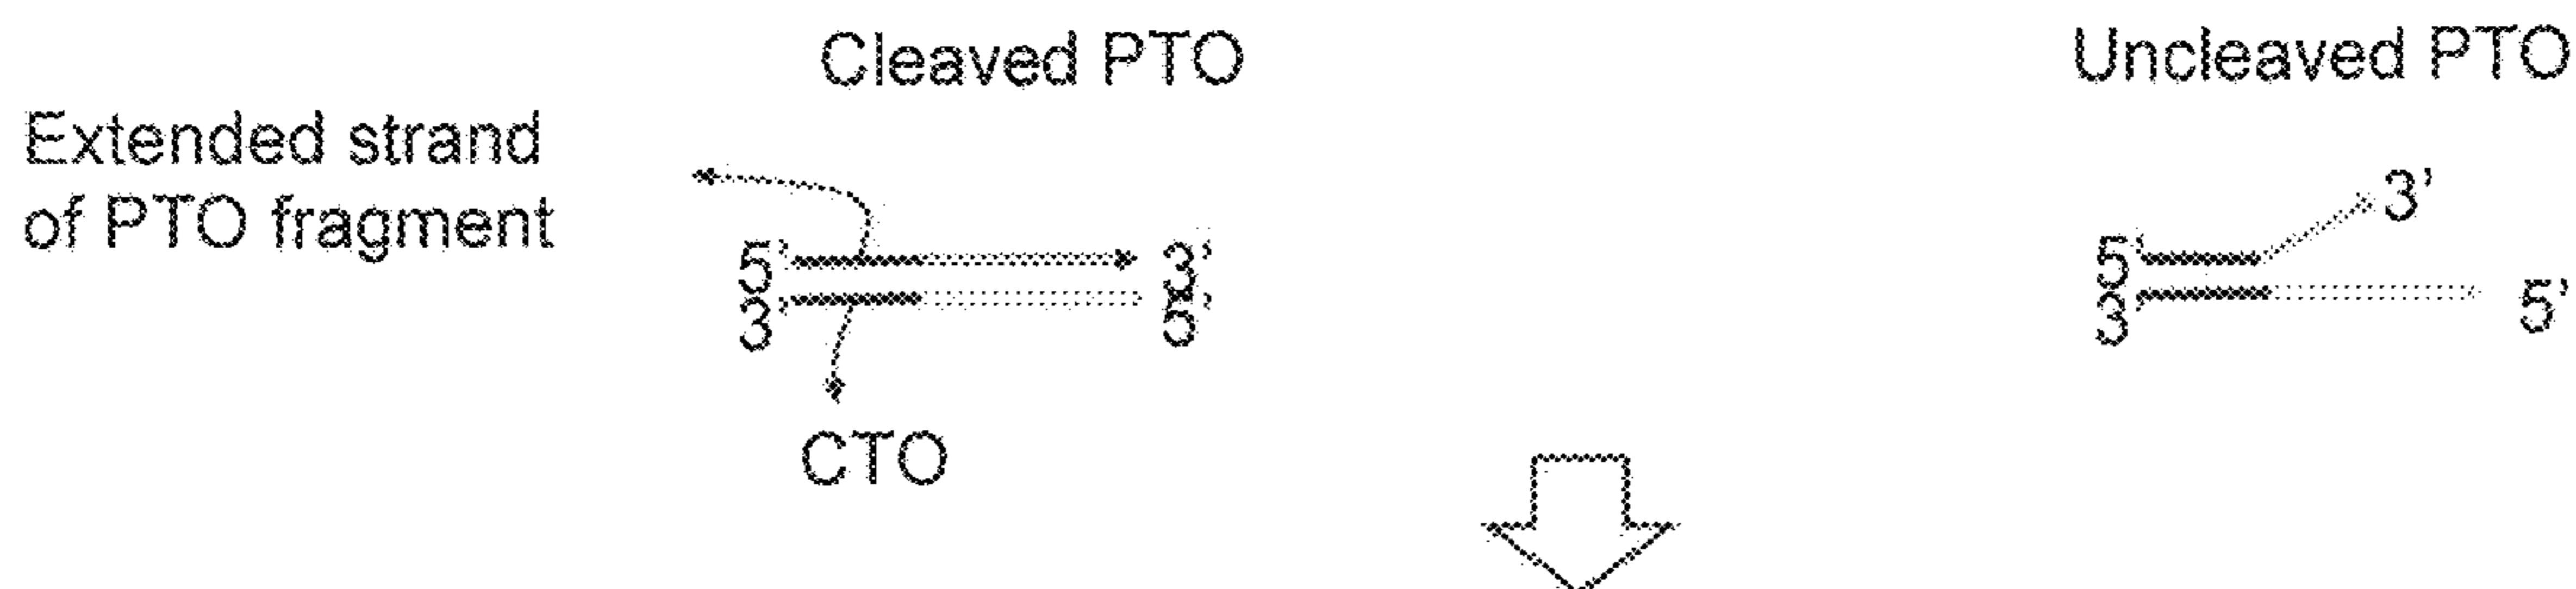 Cleaved PTO
Uncleaved PTO
Extended strand
of PTO fragment
3'
5' 3'
3' 5'
5'
3' 5'
CTO